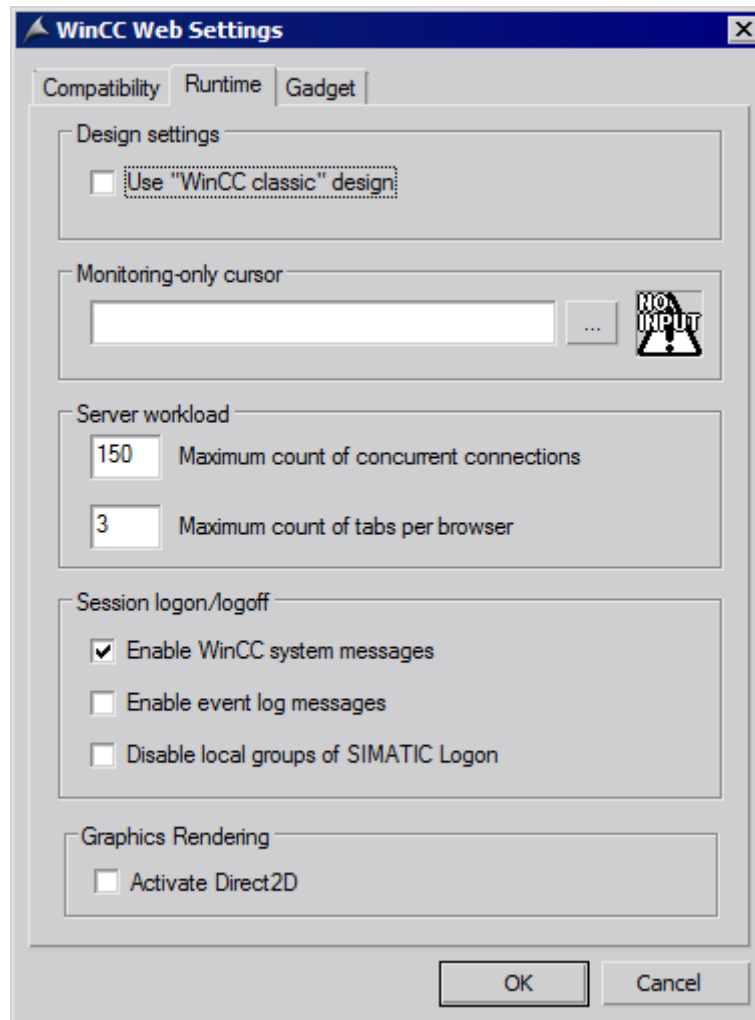 WinCC Web Settings
Compatibility Runtime Gadget
Design settings
Use "WinCC classic" design
Monitoring-only cursor
...
NO
INPUT
Server workload
150 Maximum count of concurrent connections
3 Maximum count of tabs per browser
Session logon/logoff
Enable WinCC system messages
Enable event log messages
Disable local groups of SIMATIC Logon
Graphics Rendering
Activate Direct2D
OK Cancel